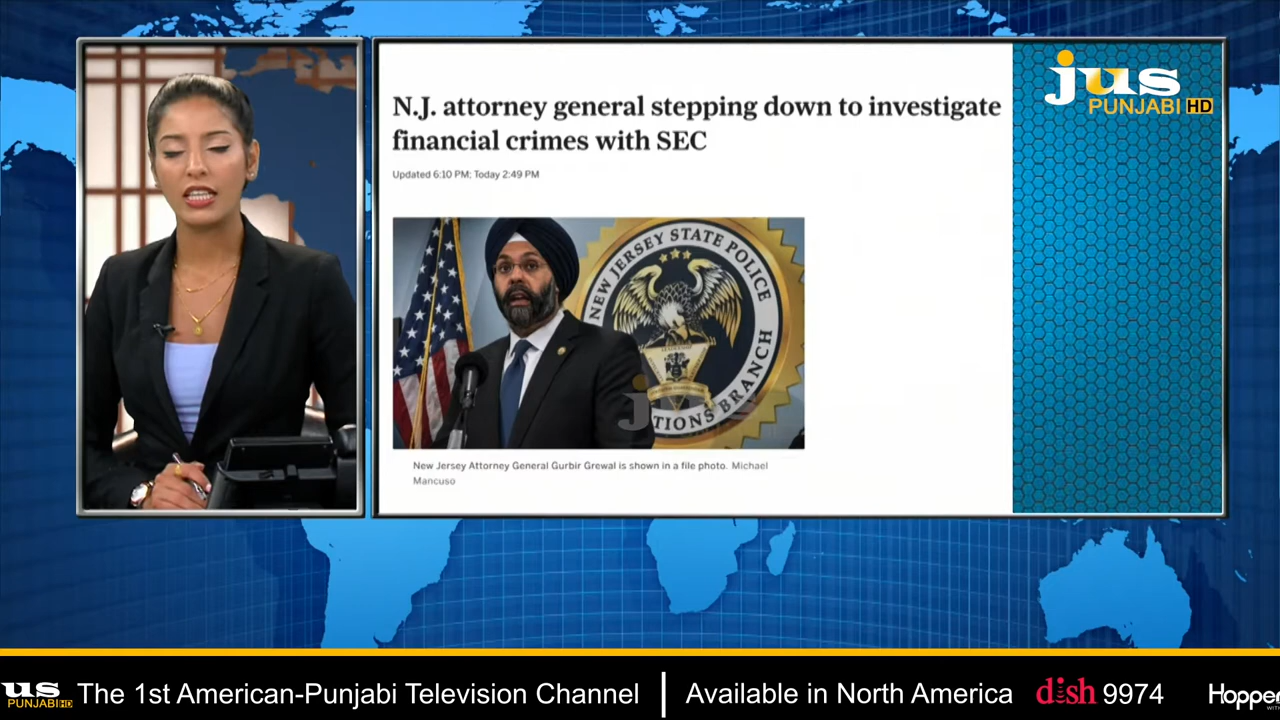 jus
PUNJABI HD
N.J. attorney general stepping down to investigate
financial crimes with SEC
Updated 6:10 PM; Today 2:49 PM
NEW JERSEY STATE POLICE
TIONS BRANCH
jus
New Jersey Attorney General Gurbir Grewal is shown in a file photo. Michael
Mancuso
us
PUNJABI HD
The 1st American-Punjabi Television Channel
Available in North America
dish 9974
Hopper
WITH